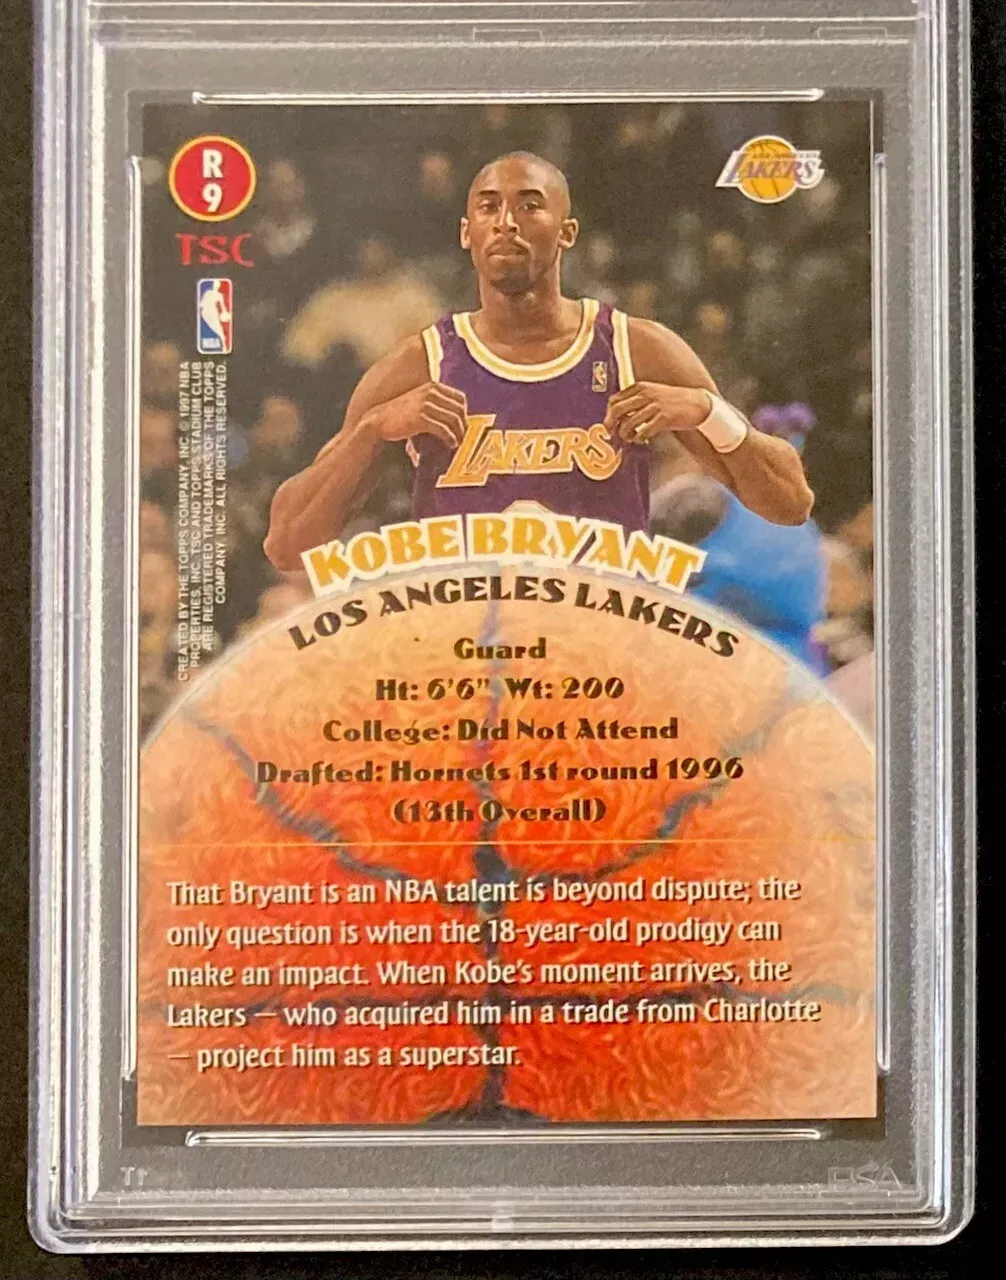 R
9
TSC
NBA
LOS ANGELES
LAKERS
LAKERS
CREATED BY THE TOPPS COMPANY, INC. © 1997 NBA
PROPERTIES, INC. TSC AND TOPPS STADIUM CLUB
ARE REGISTERED TRADEMARKS OF THE TOPPS
COMPANY, INC. ALL RIGHTS RESERVED.
KOBE BRYANT
LOS ANGELES LAKERS
Guard
Ht: 6'6" Wt: 200
College: Did Not Attend
Drafted: Hornets 1st round 1996
(13th Overall)
That Bryant is an NBA talent is beyond dispute; the
only question is when the 18-year-old prodigy can
make an impact. When Kobe's moment arrives, the
Lakers — who acquired him in a trade from Charlotte
— project him as a superstar.
PSA